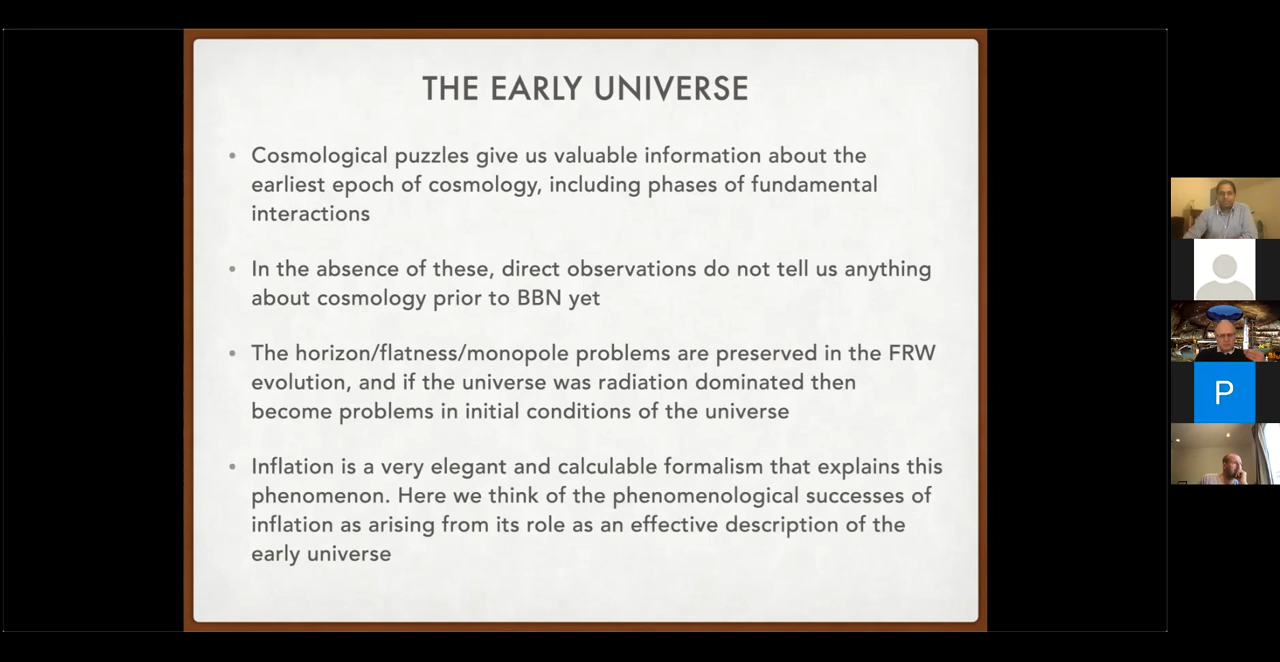 THE EARLY UNIVERSE
• Cosmological puzzles give us valuable information about the
earliest epoch of cosmology, including phases of fundamental
interactions
• In the absence of these, direct observations do not tell us anything
about cosmology prior to BBN yet
• The horizon/flatness/monopole problems are preserved in the FRW
evolution, and if the universe was radiation dominated then
become problems in initial conditions of the universe
• Inflation is a very elegant and calculable formalism that explains this
phenomenon. Here we think of the phenomenological successes of
inflation as arising from its role as an effective description of the
early universe
P